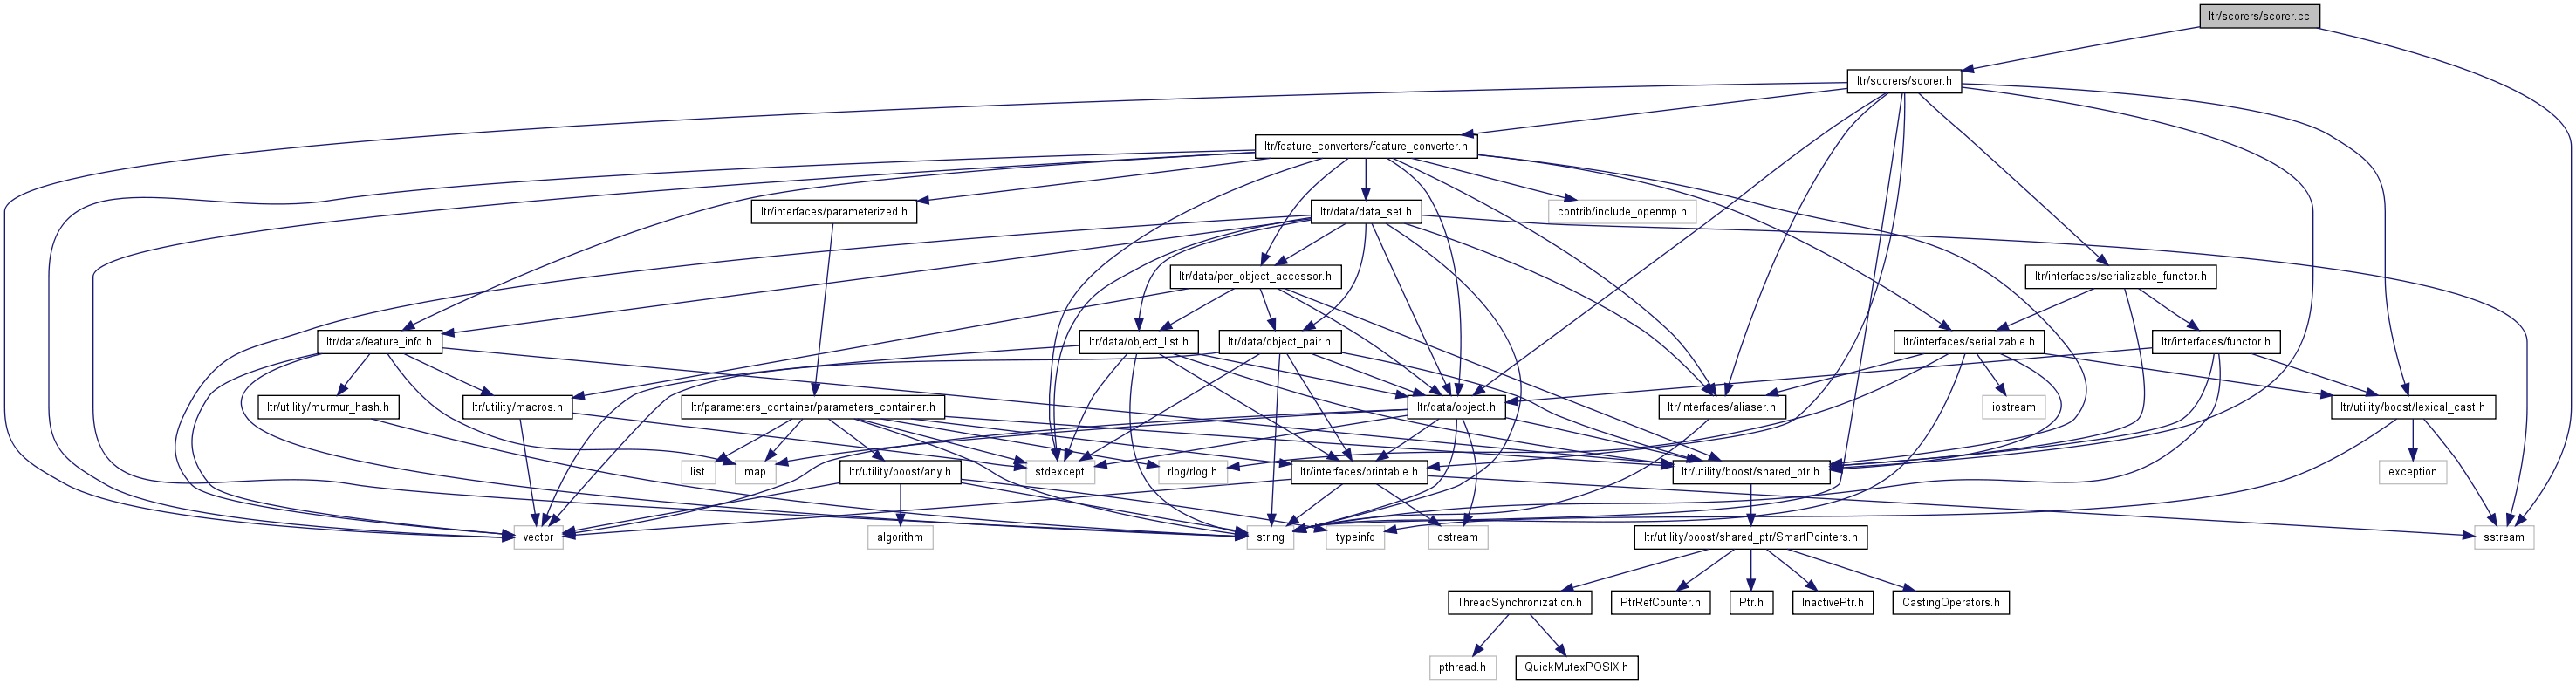 ltr/scorers/scorer.cc
ltr/scorers/scorer.h
ltr/feature_converters/feature_converter.h
ltr/interfaces/parameterized.h
ltr/data/data_set.h
contrib/include_openmp.h
ltr/data/per_object_accessor.h
ltr/interfaces/serializable_functor.h
ltr/data/feature_info.h
ltr/data/object_list.h
ltr/data/object_pair.h
ltr/interfaces/serializable.h
ltr/interfaces/functor.h
ltr/utility/murmur_hash.h
ltr/utility/macros.h
ltr/parameters_container/parameters_container.h
ltr/data/object.h
ltr/interfaces/aliaser.h
iostream
ltr/utility/boost/lexical_cast.h
list
map
ltr/utility/boost/any.h
stdexcept
rlog/rlog.h
ltr/interfaces/printable.h
ltr/utility/boost/shared_ptr.h
exception
vector
algorithm
string
typeinfo
ostream
ltr/utility/boost/shared_ptr/SmartPointers.h
sstream
ThreadSynchronization.h
PtrRefCounter.h
Ptr.h
InactivePtr.h
CastingOperators.h
pthread.h
QuickMutexPOSIX.h